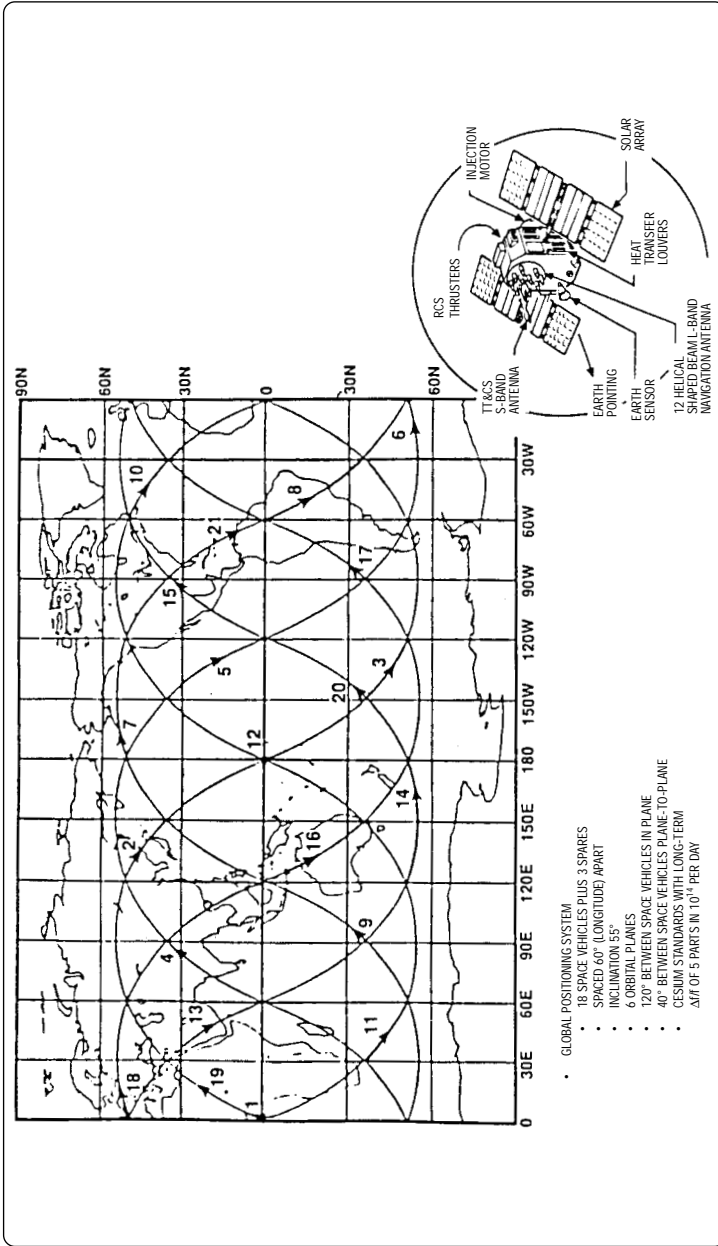 90N
60N
30N
0
30N
60N
0
30E
60E
90E
120E
150E
180
150W
120W
90W
60W
30W
1
18
19
13
11
4
9
2
16
14
7
12
20
5
3
15
17
21
10
8
6
RCS
THRUSTERS
INJECTION
MOTOR
SOLAR
ARRAY
HEAT
TRANSFER
LOUVERS
TT&CS
S-BAND
ANTENNA
EARTH
POINTING
EARTH
SENSOR
12 HELICAL
SHAPED BEAM L-BAND
NAVIGATION ANTENNA
• GLOBAL POSITIONING SYSTEM
• 18 SPACE VEHICLES PLUS 3 SPARES
• SPACED 60° (LONGITUDE) APART
• INCLINATION 55°
• 6 ORBITAL PLANES
• 120° BETWEEN SPACE VEHICLES IN PLANE
• 40° BETWEEN SPACE VEHICLES PLANE-TO-PLANE
• CESIUM STANDARDS WITH LONG-TERM
Δf/f OF 5 PARTS IN 10¹⁴ PER DAY